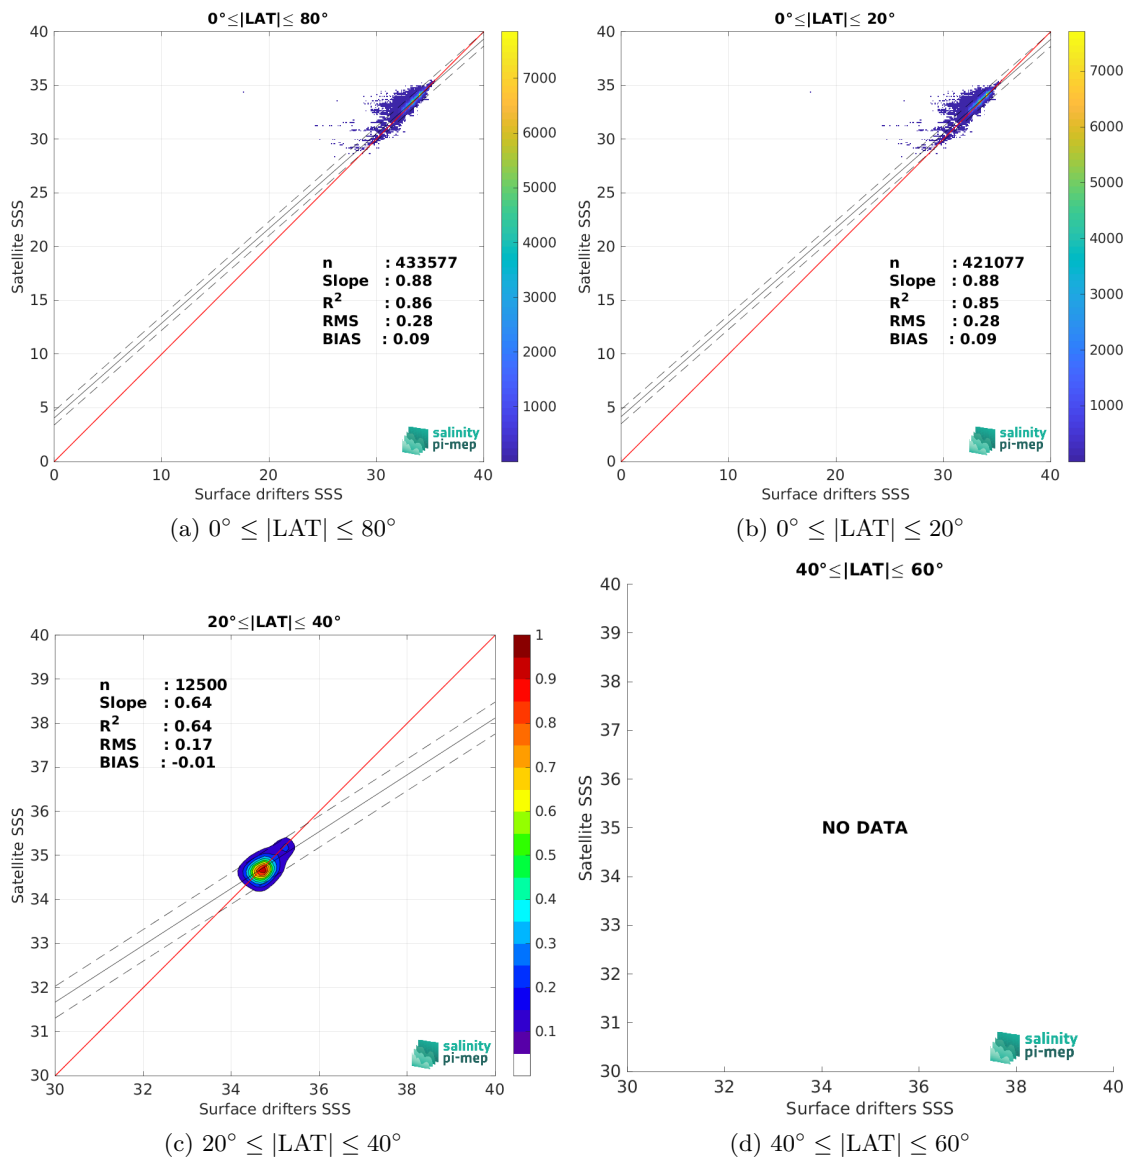 0°≤|LAT|≤ 80°
40
35
30
25
20
15
10
5
0
Satellite SSS
n : 433577
Slope : 0.88
R² : 0.86
RMS : 0.28
BIAS : 0.09
salinity
pi-mep
0 10 20 30 40
Surface drifters SSS
7000
6000
5000
4000
3000
2000
1000
(a) 0° ≤ |LAT| ≤ 80°
0°≤|LAT|≤ 20°
40
35
30
25
20
15
10
5
0
Satellite SSS
n : 421077
Slope : 0.88
R² : 0.85
RMS : 0.28
BIAS : 0.09
salinity
pi-mep
0 10 20 30 40
Surface drifters SSS
7000
6000
5000
4000
3000
2000
1000
(b) 0° ≤ |LAT| ≤ 20°
20°≤|LAT|≤ 40°
40
39
38
37
36
35
34
33
32
31
30
Satellite SSS
n : 12500
Slope : 0.64
R² : 0.64
RMS : 0.17
BIAS : -0.01
salinity
pi-mep
30 32 34 36 38 40
Surface drifters SSS
1
0.9
0.8
0.7
0.6
0.5
0.4
0.3
0.2
0.1
(c) 20° ≤ |LAT| ≤ 40°
40°≤|LAT|≤ 60°
40
39
38
37
36
35
34
33
32
31
30
Satellite SSS
NO DATA
salinity
pi-mep
30 32 34 36 38 40
Surface drifters SSS
(d) 40° ≤ |LAT| ≤ 60°